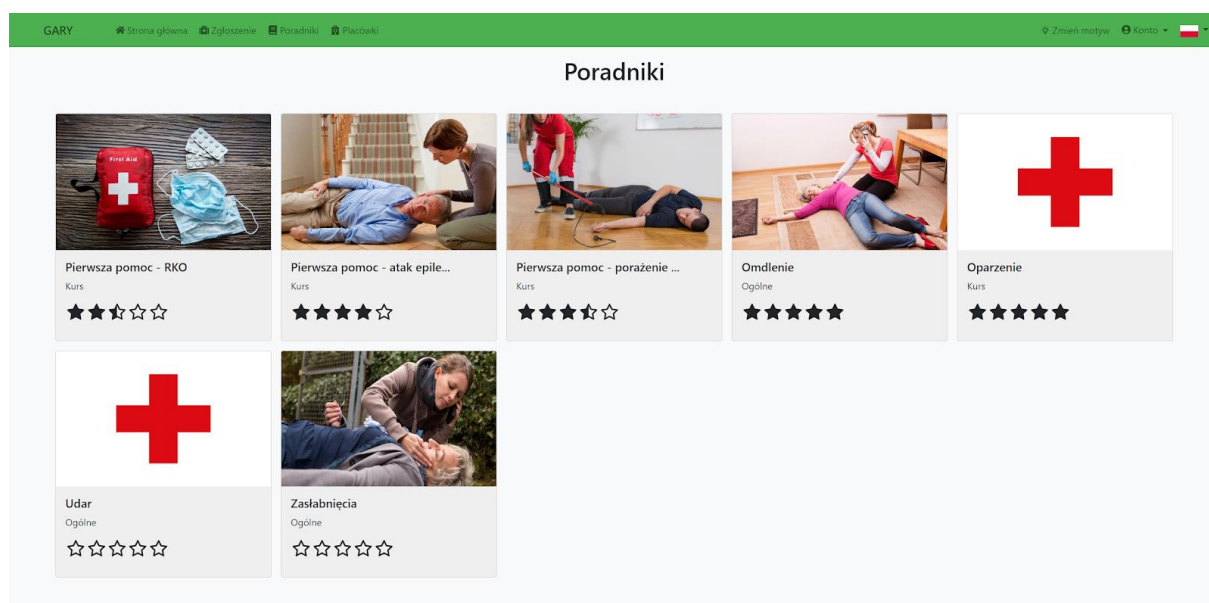 GARY Strona główna Zgłoszenie Poradniki Placówki Zmień motyw Konto
Poradniki
First Aid
Pierwsza pomoc - RKO
Kurs
Pierwsza pomoc - atak epile...
Kurs
Pierwsza pomoc - porażenie ...
Kurs
Omdlenie
Ogólne
Oparzenie
Kurs
Udar
Ogólne
Zasłabnięcia
Ogólne